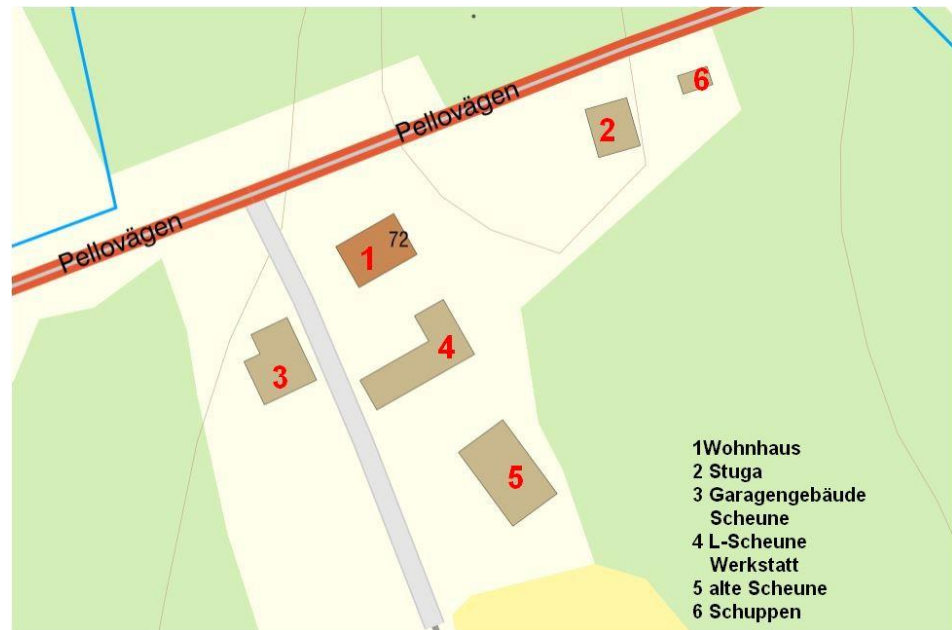 Pellovägen
6
2
Pellovägen
72
1
4
3
5
1Wohnhaus
2 Stuga
3 Garagengebäude
Scheune
4 L-Scheune
Werkstatt
5 alte Scheune
6 Schuppen